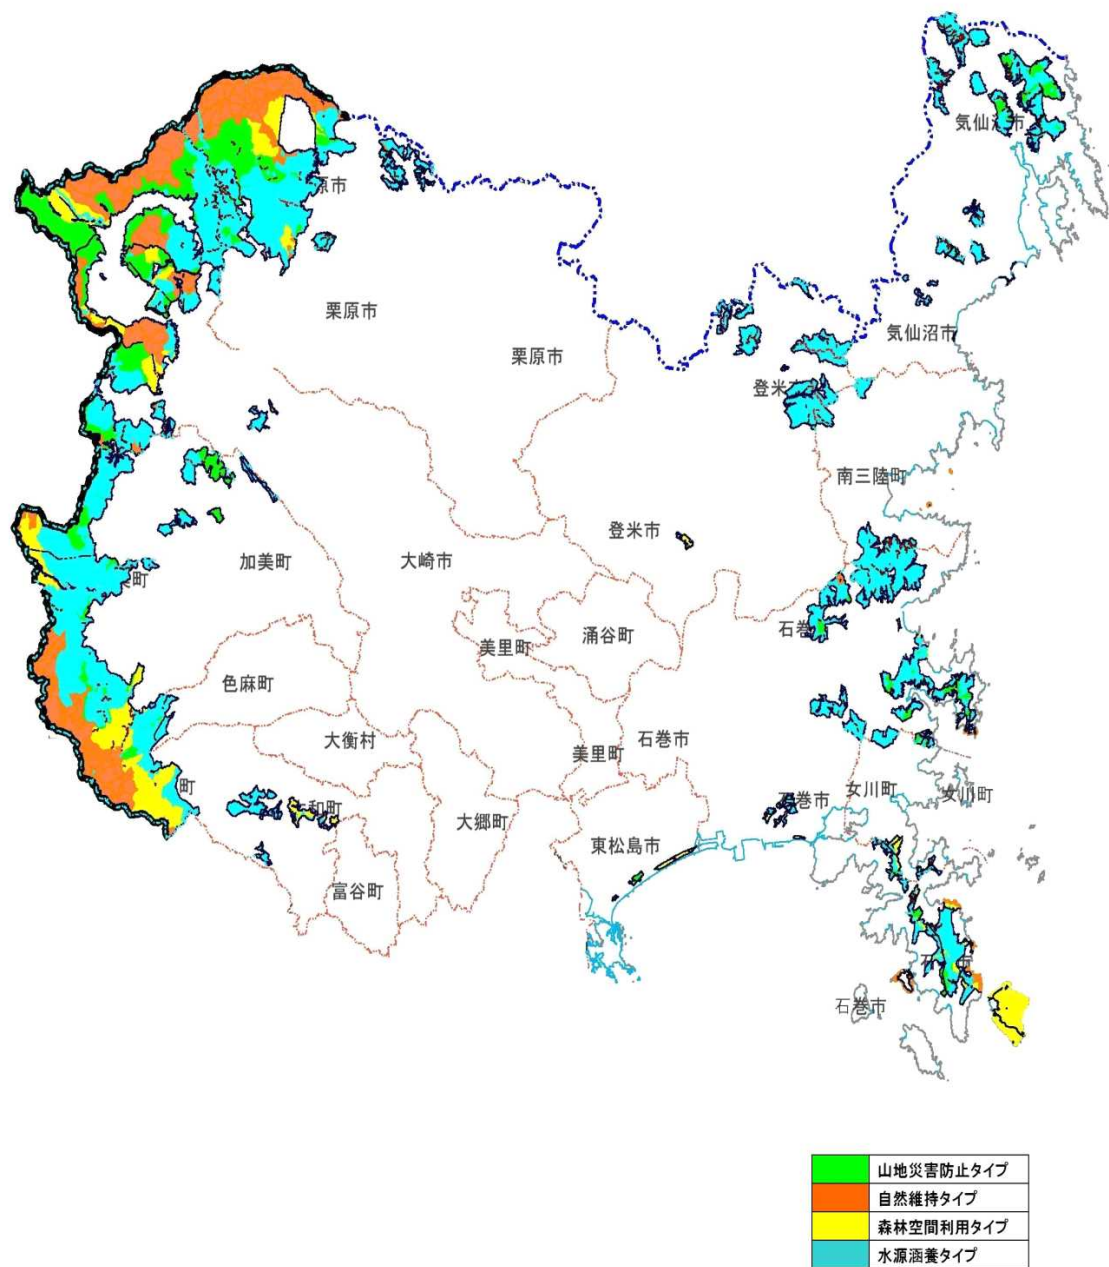 気仙沼市
原市
栗原市
気仙沼市
栗原市
登米市
南三陸町
登米市
大崎市
加美町
町
涌谷町
石巻
美里町
色麻町
石巻市
大衡村
美里町
町
女川町
女川町
石巻市
和町
大郷町
東松島市
富谷町
石巻市
山地災害防止タイプ
自然維持タイプ
森林空間利用タイプ
水源涵養タイプ